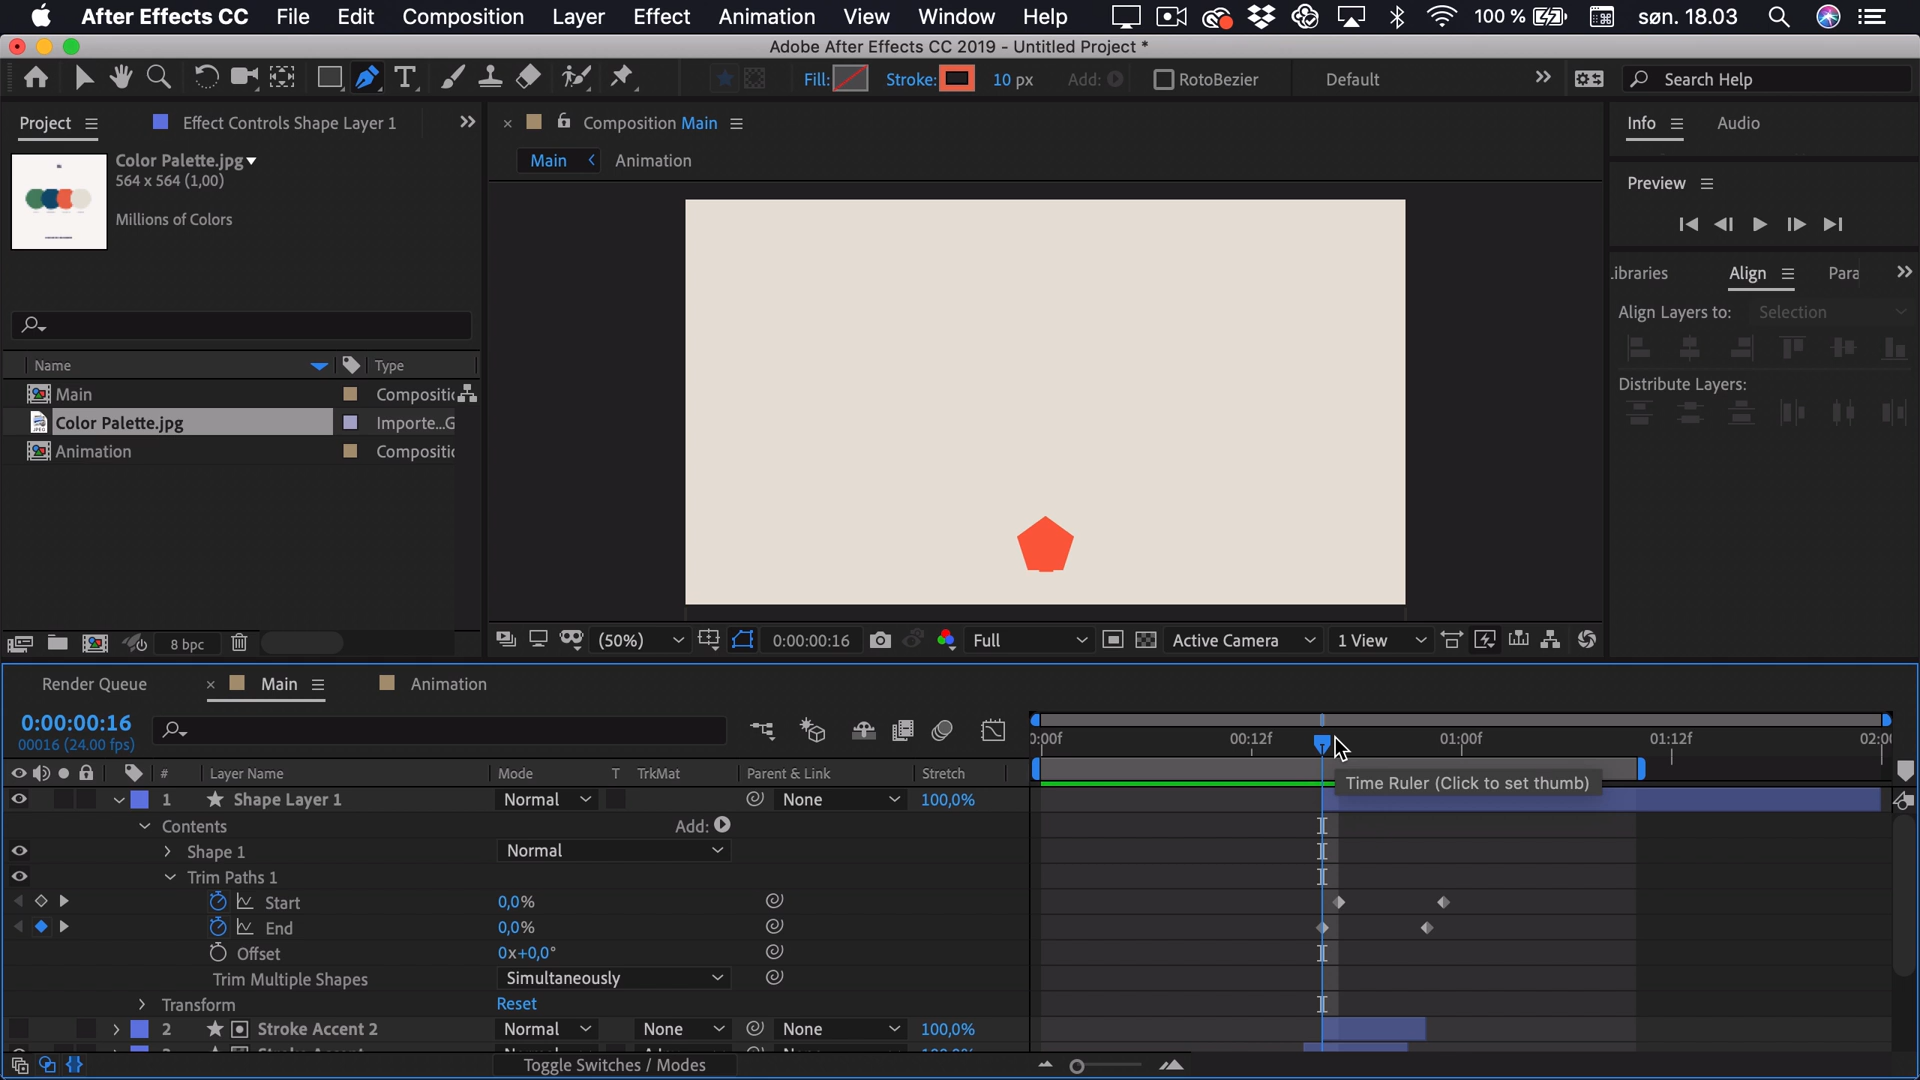 After Effects CC File Edit Composition Layer Effect Animation View Window Help 100 % søn. 18.03
Adobe After Effects CC 2019 - Untitled Project *
Fill: Stroke: 10 px Add: RotoBezier Default Search Help
Project Effect Controls Shape Layer 1
Color Palette.jpg
564 x 564 (1,00)
Millions of Colors
Name Type
Main Compositic
Color Palette.jpg Importe...G
Animation Compositic
8 bpc
Composition Main
Main Animation
(50%) 0:00:00:16 Full Active Camera 1 View
Info Audio
Preview
ibraries Align Para
Align Layers to: Selection
Distribute Layers:
Render Queue Main Animation
0:00:00:16
00016 (24.00 fps)
0:00f 00:12f 01:00f 01:12f 02:0
# Layer Name Mode T TrkMat Parent & Link Stretch
Time Ruler (Click to set thumb)
1 Shape Layer 1 Normal None 100,0%
Contents Add:
Shape 1 Normal
Trim Paths 1
Start 0,0%
End 0,0%
Offset 0x+0,0°
Trim Multiple Shapes Simultaneously
Transform Reset
2 Stroke Accent 2 Normal None None 100,0%
Toggle Switches / Modes